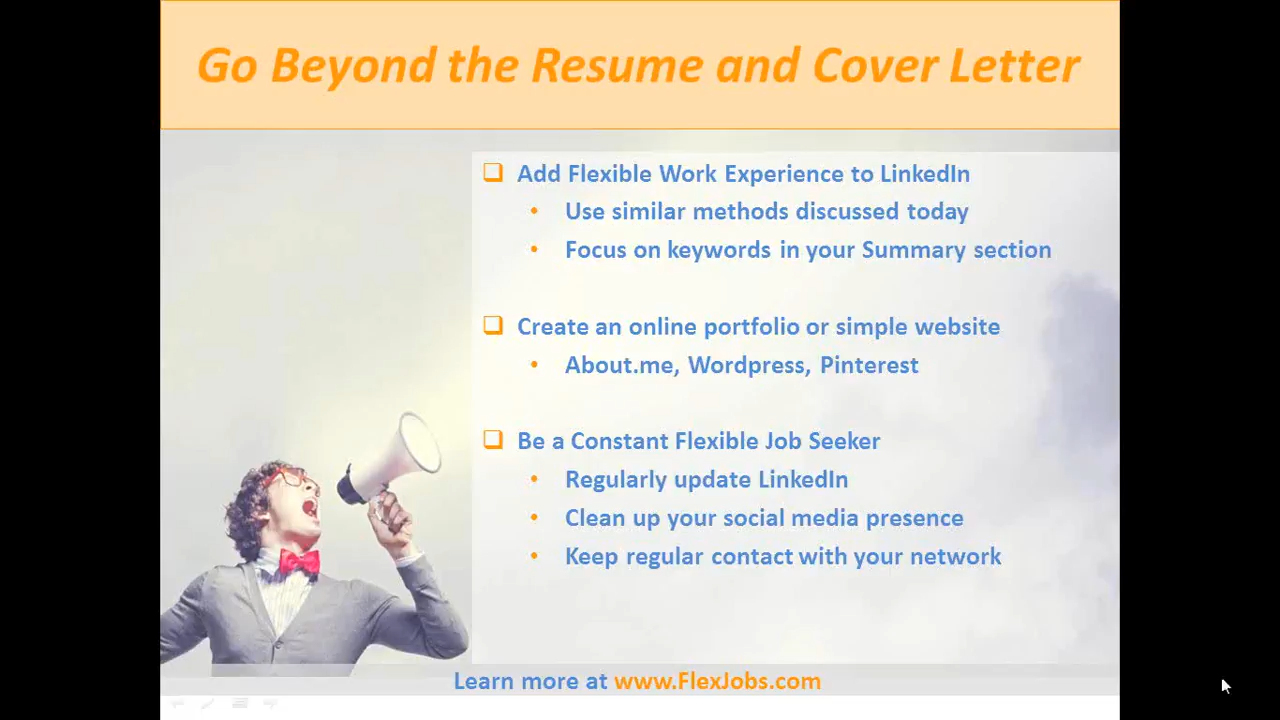 Go Beyond the Resume and Cover Letter
Add Flexible Work Experience to LinkedIn
Use similar methods discussed today
Focus on keywords in your Summary section
Create an online portfolio or simple website
About.me, Wordpress, Pinterest
Be a Constant Flexible Job Seeker
Regularly update LinkedIn
Clean up your social media presence
Keep regular contact with your network
Learn more at www.FlexJobs.com